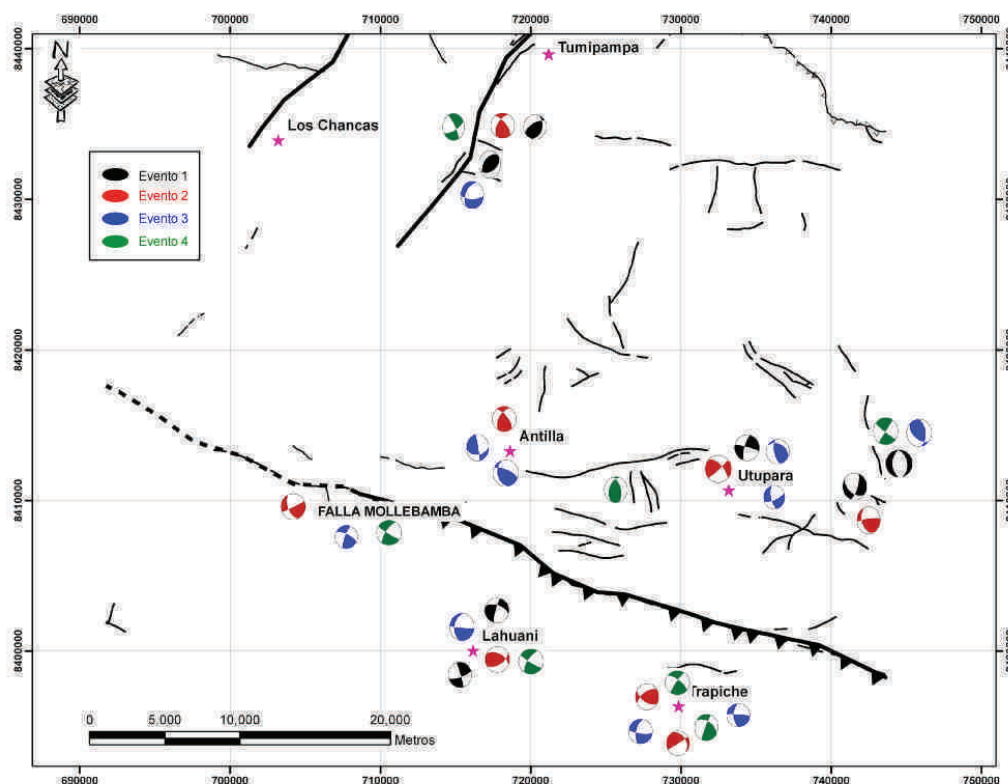 690000 700000 710000 720000 730000 740000 750000
N
8440000
Tumipampa
Los Chancas
Evento 1
Evento 2
Evento 3
Evento 4
8430000
8420000
Antilla
Utupara
8410000
FALLA MOLLEBAMBA
Lahuani
8400000
Trapiche
0 5,000 10,000 20,000
Metros
690000 700000 710000 720000 730000 740000 750000